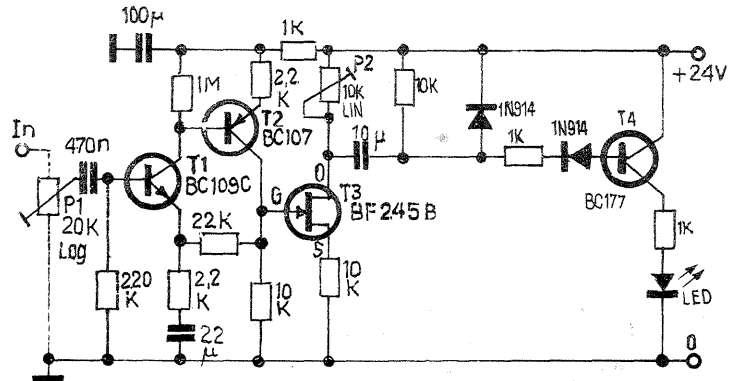 100µ
1K
P2
+24V
1M
2,2
K
10K
LIN
10K
1N914
1N914
T4
In
470n
T2
BC107
10µ
1K
T1
BC109C
D
T3
BF245B
BC177
P1
20K
Log
22K
G
S
1K
220
K
2,2
K
10
K
10
K
LED
22
µ
0